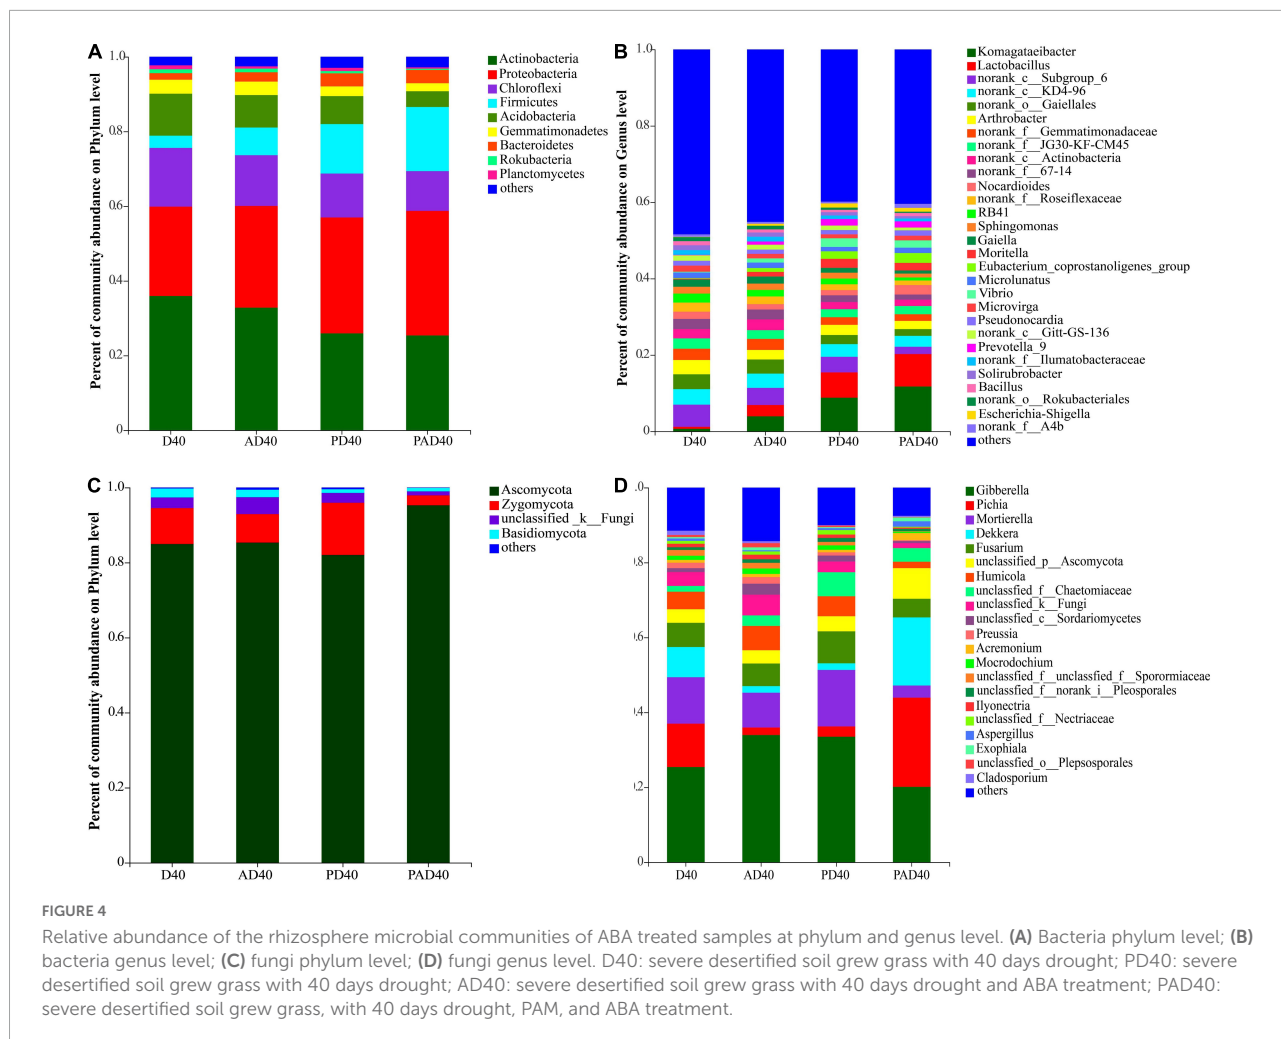 A
Percent of community abundance on Phylum level
1.0
0.8
0.6
0.4
0.2
0
D40
AD40
PD40
PAD40
Actinobacteria
Proteobacteria
Chloroflexi
Firmicutes
Acidobacteria
Gemmatimonadetes
Bacteroidetes
Rokubacteria
Planctomycetes
others
B
Percent of community abundance on Genus level
1.0
0.8
0.6
0.4
0.2
0
D40
AD40
PD40
PAD40
Komagataeibacter
Lactobacillus
norank_c__Subgroup_6
norank_c__KD4-96
norank_o__Gaiellales
Arthrobacter
norank_f__Gemmatimonadaceae
norank_f__JG30-KF-CM45
norank_c__Actinobacteria
norank_f__67-14
Nocardioides
norank_f__Roseiflexaceae
RB41
Sphingomonas
Gaiella
Moritella
Eubacterium_coprostanoligenes_group
Microlunatus
Vibrio
Microvirga
Pseudonocardia
norank_c__Gitt-GS-136
Prevotella_9
norank_f__Ilumatobacteraceae
Solirubrobacter
Bacillus
norank_o__Rokubacteriales
Escherichia-Shigella
norank_f__A4b
others
C
Percent of community abundance on Phylum level
1.0
0.8
0.6
0.4
0.2
0
D40
AD40
PD40
PAD40
Ascomycota
Zygomycota
unclassified _k__Fungi
Basidiomycota
others
D
1.0
0.8
0.6
0.4
0.2
0
D40
AD40
PD40
PAD40
Gibberella
Pichia
Mortierella
Dekkera
Fusarium
unclassified_p__Ascomycota
Humicola
unclassfied_f__Chaetomiaceae
unclassfied_k__Fungi
unclassfied_c__Sordariomycetes
Preussia
Acremonium
Mocrodochium
unclassfied_f__unclassfied_f__Sporormiaceae
unclassfied_f__norank_i__Pleosporales
Ilyonectria
unclassfied_f__Nectriaceae
Aspergillus
Exophiala
unclassfied_o__Plepsosporales
Cladosporium
others
FIGURE 4
Relative abundance of the rhizosphere microbial communities of ABA treated samples at phylum and genus level. (A) Bacteria phylum level; (B)
bacteria genus level; (C) fungi phylum level; (D) fungi genus level. D40: severe desertified soil grew grass with 40 days drought; PD40: severe
desertified soil grew grass with 40 days drought; AD40: severe desertified soil grew grass with 40 days drought and ABA treatment; PAD40:
severe desertified soil grew grass, with 40 days drought, PAM, and ABA treatment.